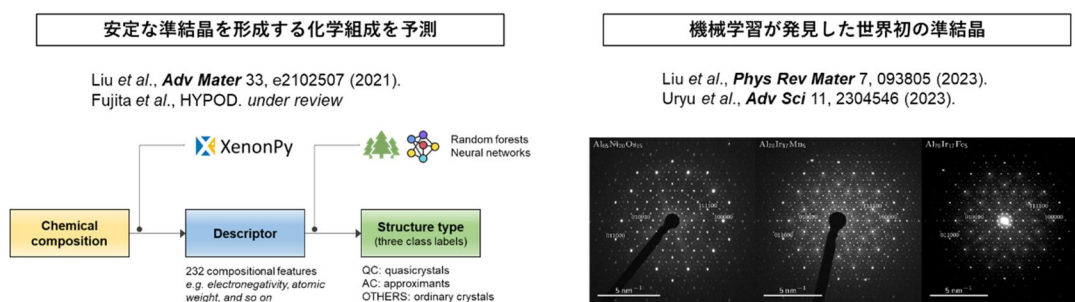 安定な準結晶を形成する化学組成を予測
Liu et al., Adv Mater 33, e2102507 (2021).
Fujita et al., HYPOD. under review
XenonPy
Random forests
Neural networks
Chemical
composition
Descriptor
Structure type
(three class labels)
232 compositional features
e.g. electronegativity, atomic
weight, and so on
QC: quasicrystals
AC: approximants
OTHERS: ordinary crystals
機械学習が発見した世界初の準結晶
Liu et al., Phys Rev Mater 7, 093805 (2023).
Uryu et al., Adv Sci 11, 2304546 (2023).
5 nm⁻¹
5 nm⁻¹
5 nm⁻¹